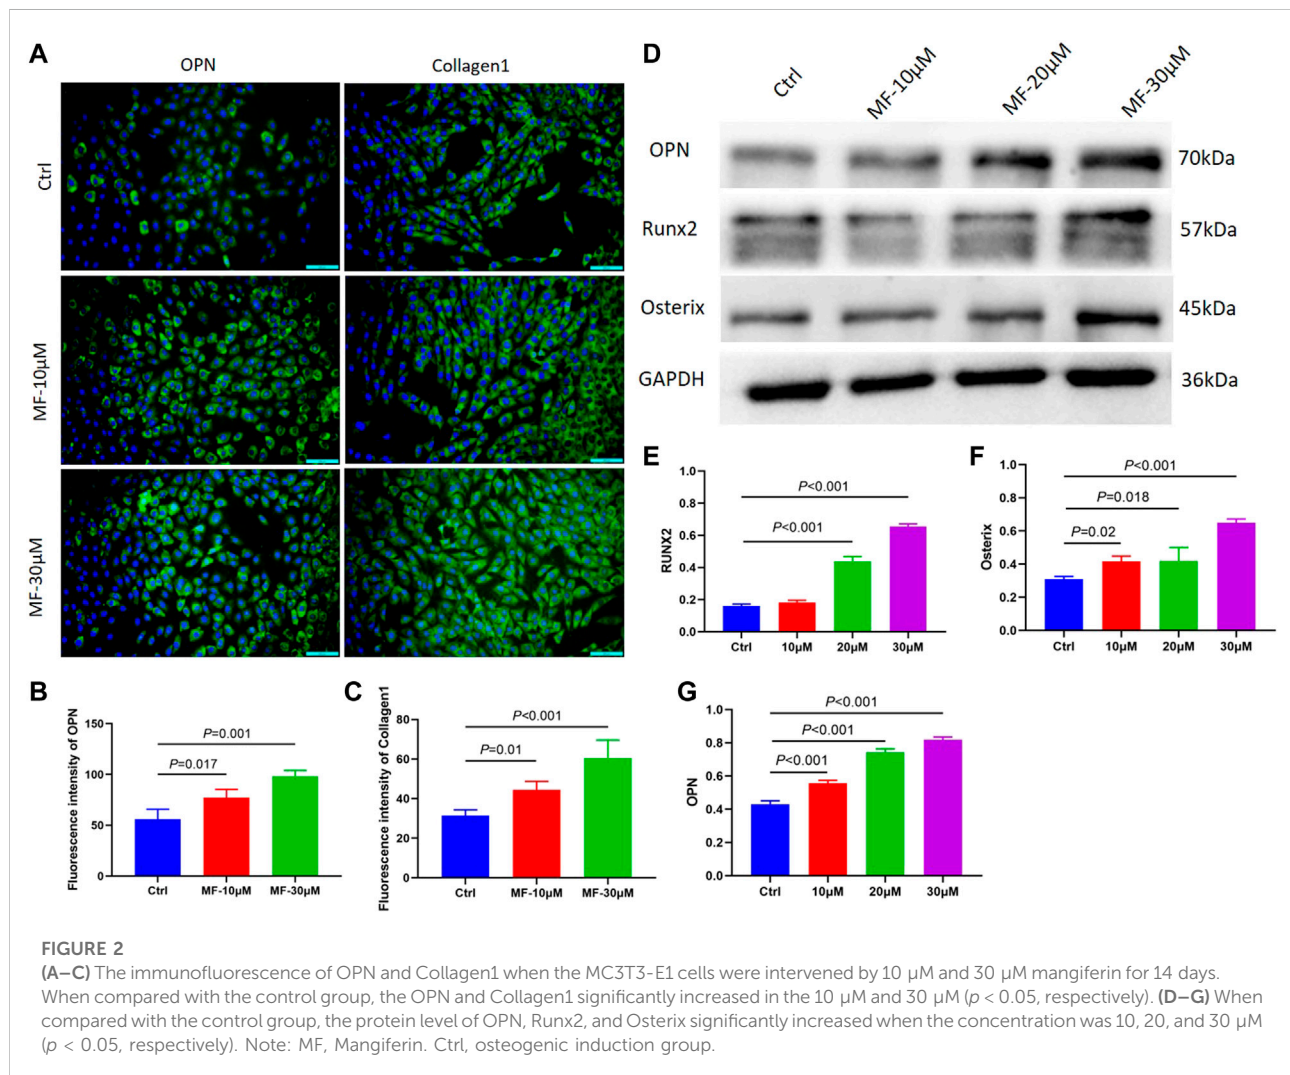 A
OPN
Collagen1
Ctrl
MF-10µM
MF-30µM
B
Fluorescence intensity of OPN
150
100
50
0
P=0.001
P=0.017
Ctrl
MF-10µM
MF-30µM
C
Fluorescence intensity of Collagen1
80
60
40
20
0
P<0.001
P=0.01
Ctrl
MF-10µM
MF-30µM
D
Ctrl
MF-10µM
MF-20µM
MF-30µM
OPN
70kDa
Runx2
57kDa
Osterix
45kDa
GAPDH
36kDa
E
RUNX2
1.0
0.8
0.6
0.4
0.2
0.0
P<0.001
P<0.001
Ctrl
10µM
20µM
30µM
F
Osterix
1.0
0.8
0.6
0.4
0.2
0.0
P<0.001
P=0.018
P=0.02
Ctrl
10µM
20µM
30µM
G
OPN
1.0
0.8
0.6
0.4
0.2
0.0
P<0.001
P<0.001
P<0.001
Ctrl
10µM
20µM
30µM
FIGURE 2
(A–C) The immunofluorescence of OPN and Collagen1 when the MC3T3-E1 cells were intervened by 10 µM and 30 µM mangiferin for 14 days.
When compared with the control group, the OPN and Collagen1 significantly increased in the 10 µM and 30 µM (p < 0.05, respectively). (D–G) When
compared with the control group, the protein level of OPN, Runx2, and Osterix significantly increased when the concentration was 10, 20, and 30 µM
(p < 0.05, respectively). Note: MF, Mangiferin. Ctrl, osteogenic induction group.